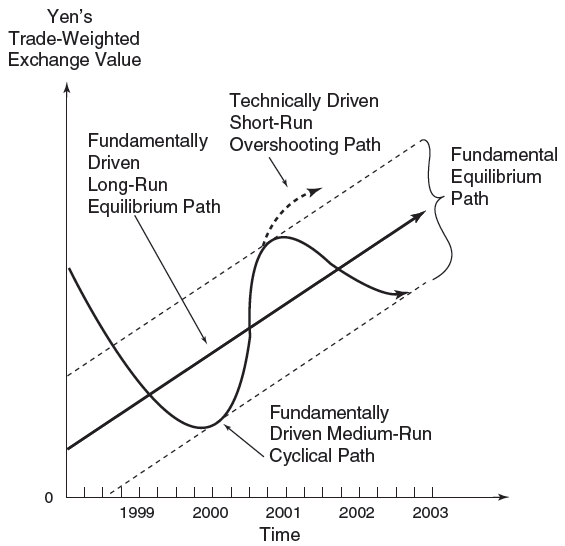 Yen's
Trade-Weighted
Exchange Value
Technically Driven
Short-Run
Overshooting Path
Fundamentally
Driven
Long-Run
Equilibrium Path
Fundamental
Equilibrium
Path
Fundamentally
Driven Medium-Run
Cyclical Path
0
1999 2000 2001 2002 2003
Time